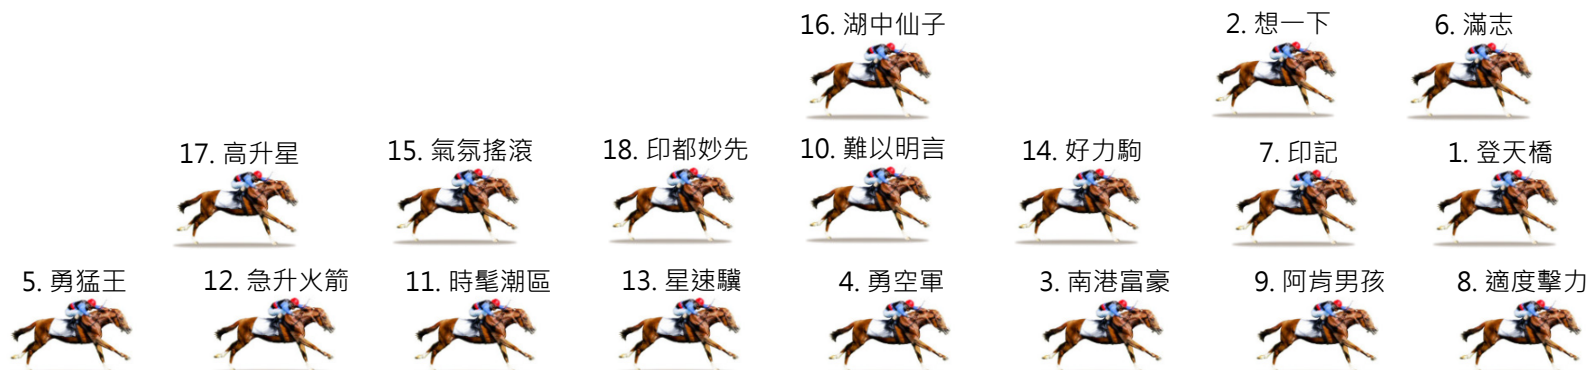 16. 湖中仙子
2. 想一下
6. 滿志
17. 高升星
15. 氣氛搖滾
18. 印都妙先
10. 難以明言
14. 好力駒
7. 印記
1. 登天橋
5. 勇猛王
12. 急升火箭
11. 時髦潮區
13. 星速驥
4. 勇空軍
3. 南港富豪
9. 阿肯男孩
8. 適度擊力